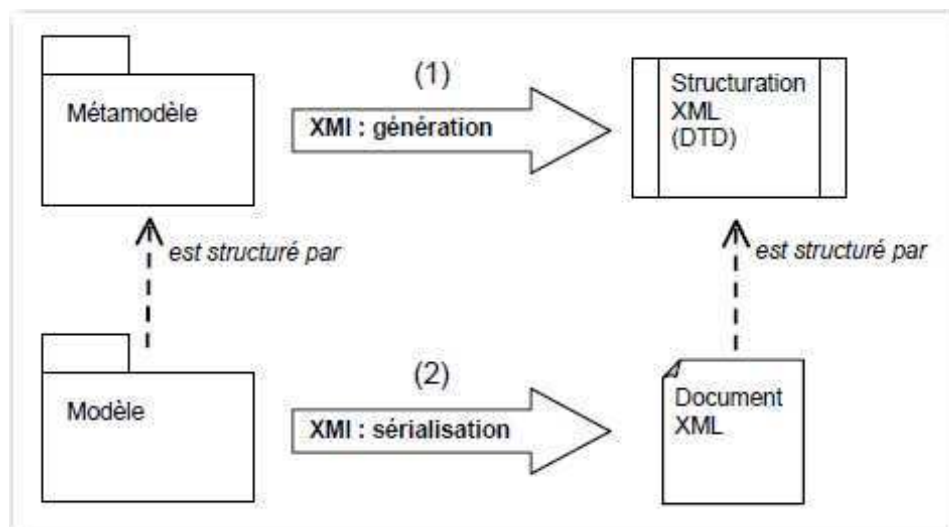 Métamodèle
(1)
XMI : génération
Structuration
XML
(DTD)
est structuré par
est structuré par
Modèle
(2)
XMI : sérialisation
Document
XML